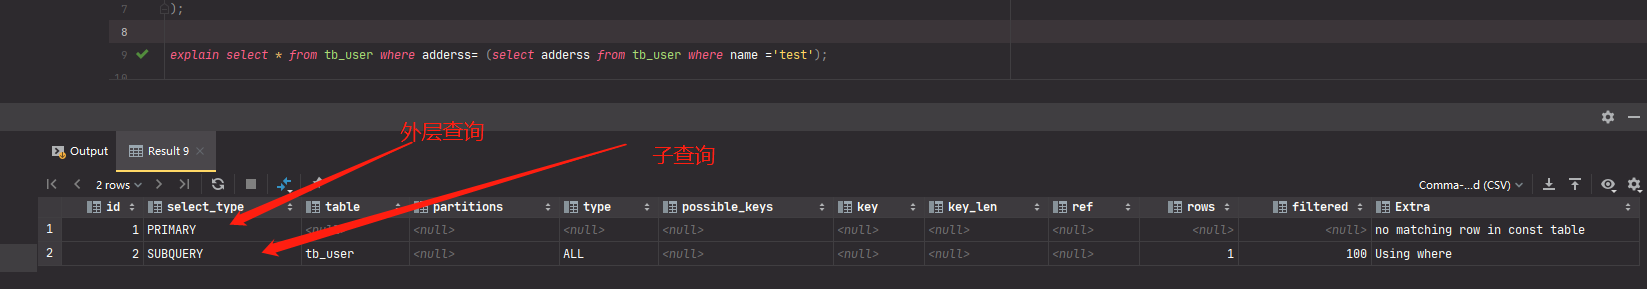 7 );
8
9 explain select * from tb_user where adderss= (select adderss from tb_user where name ='test');
10
外层查询
子查询
Output Result 9
2 rows Comma-...d (CSV)
id select_type table partitions type possible_keys key key_len ref rows filtered Extra
1 1 PRIMARY <null> <null> <null> <null> <null> <null> <null> <null> <null> no matching row in const table
2 2 SUBQUERY tb_user <null> ALL <null> <null> <null> <null> 1 100 Using where